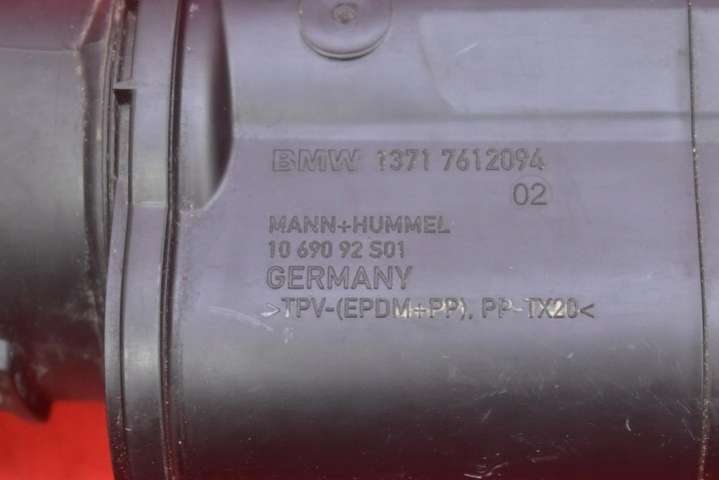 BMW 1371 7612094
02
MANN+HUMMEL
10 690 92 S01
GERMANY
>TPV-(EPDM+PP), PP-TX20<